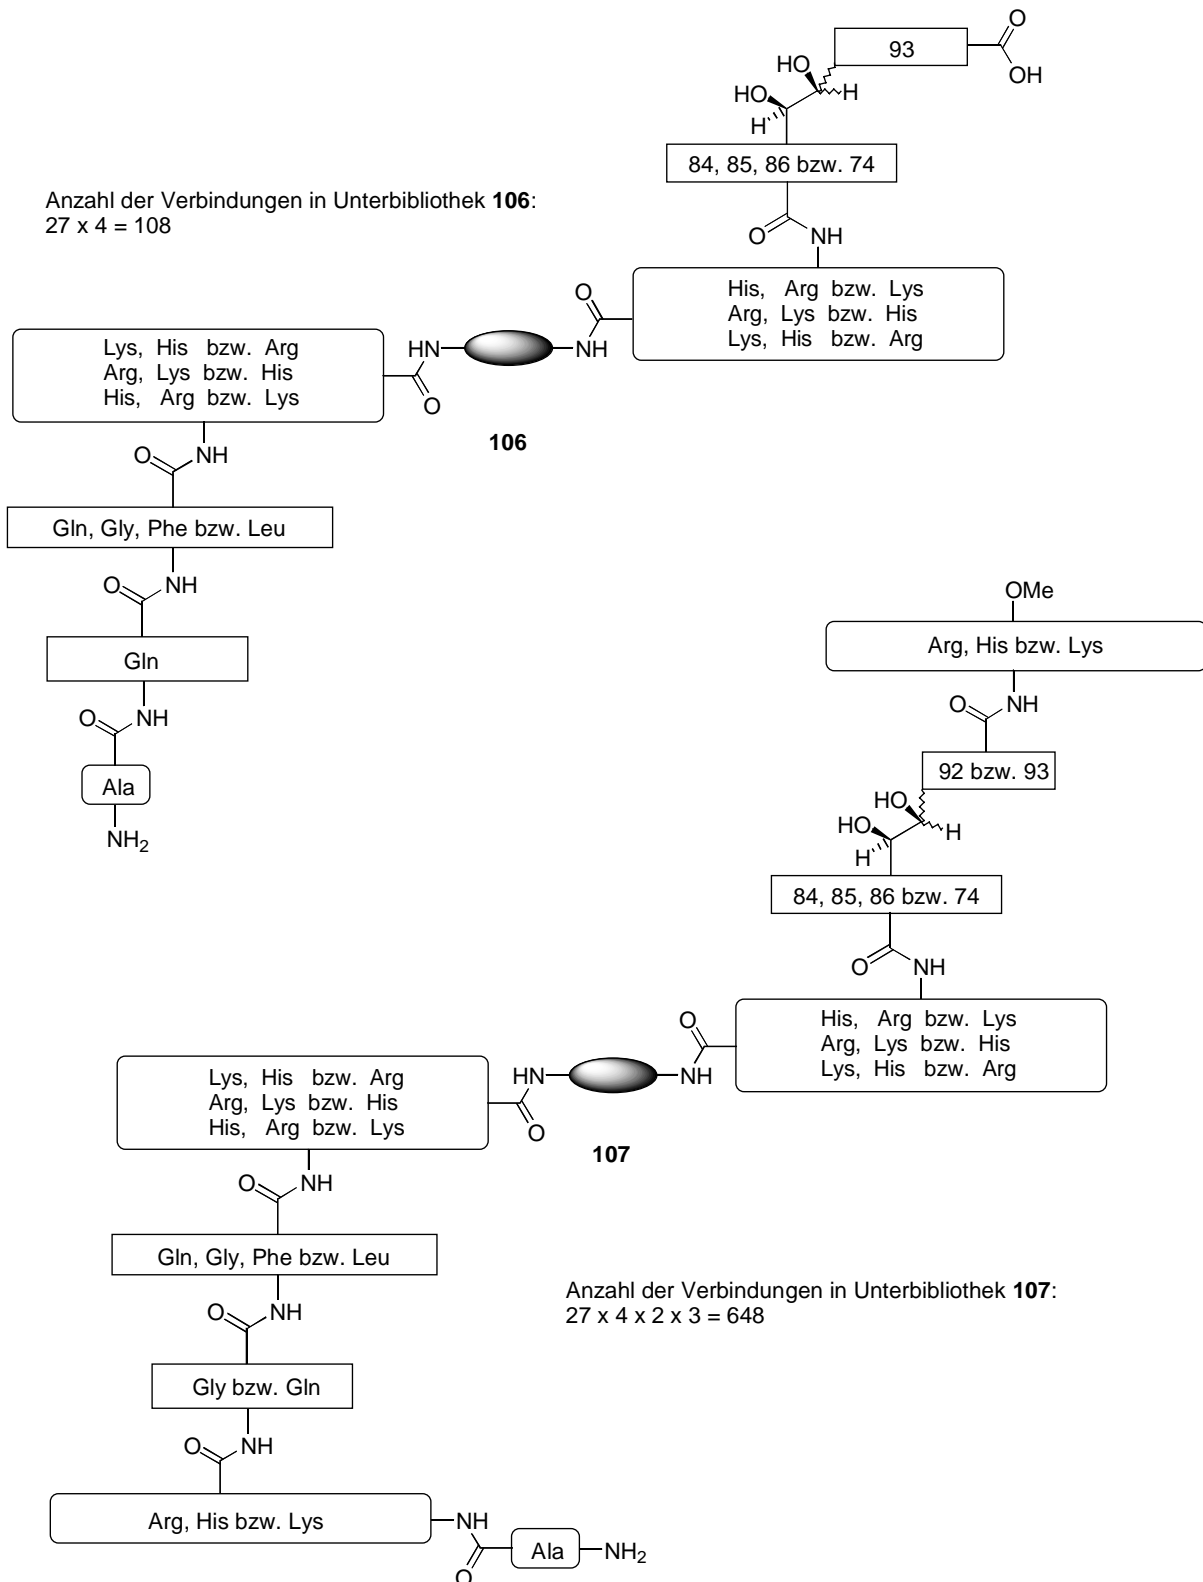 O
93
OH
HO
HO
H
H
84, 85, 86 bzw. 74
Anzahl der Verbindungen in Unterbibliothek 106:
27 x 4 = 108
O
NH
His, Arg bzw. Lys
Arg, Lys bzw. His
Lys, His bzw. Arg
O
HN
NH
Lys, His bzw. Arg
Arg, Lys bzw. His
His, Arg bzw. Lys
O
106
O
NH
Gln, Gly, Phe bzw. Leu
O
NH
Gln
O
NH
Ala
NH2
OMe
Arg, His bzw. Lys
O
NH
92 bzw. 93
HO
HO
H
H
84, 85, 86 bzw. 74
O
NH
His, Arg bzw. Lys
Arg, Lys bzw. His
Lys, His bzw. Arg
O
HN
NH
Lys, His bzw. Arg
Arg, Lys bzw. His
His, Arg bzw. Lys
O
107
O
NH
Gln, Gly, Phe bzw. Leu
Anzahl der Verbindungen in Unterbibliothek 107:
27 x 4 x 2 x 3 = 648
O
NH
Gly bzw. Gln
O
NH
Arg, His bzw. Lys
NH
O
Ala
NH2